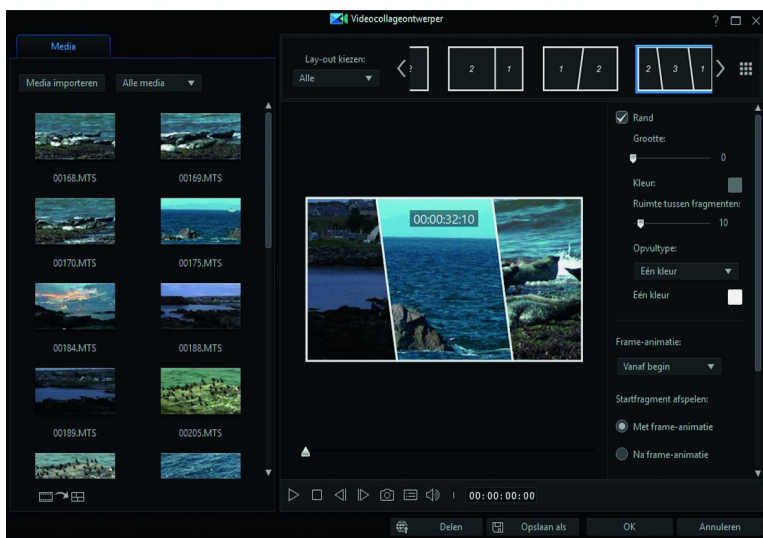 Videocollageontwerper
?
Media
Media importeren
Alle media
00168.MTS
00169.MTS
00170.MTS
00175.MTS
00184.MTS
00188.MTS
00189.MTS
00205.MTS
Lay-out kiezen:
Alle
2
2 1
1 2
2 3 1
00:00:32:10
Rand
Grootte:
0
Kleur:
Ruimte tussen fragmenten:
10
Opvultype:
Eén kleur
Eén kleur
Frame-animatie:
Vanaf begin
Startfragment afspelen:
Met frame-animatie
Na frame-animatie
00:00:00:00
Delen
Opslaan als
OK
Annuleren